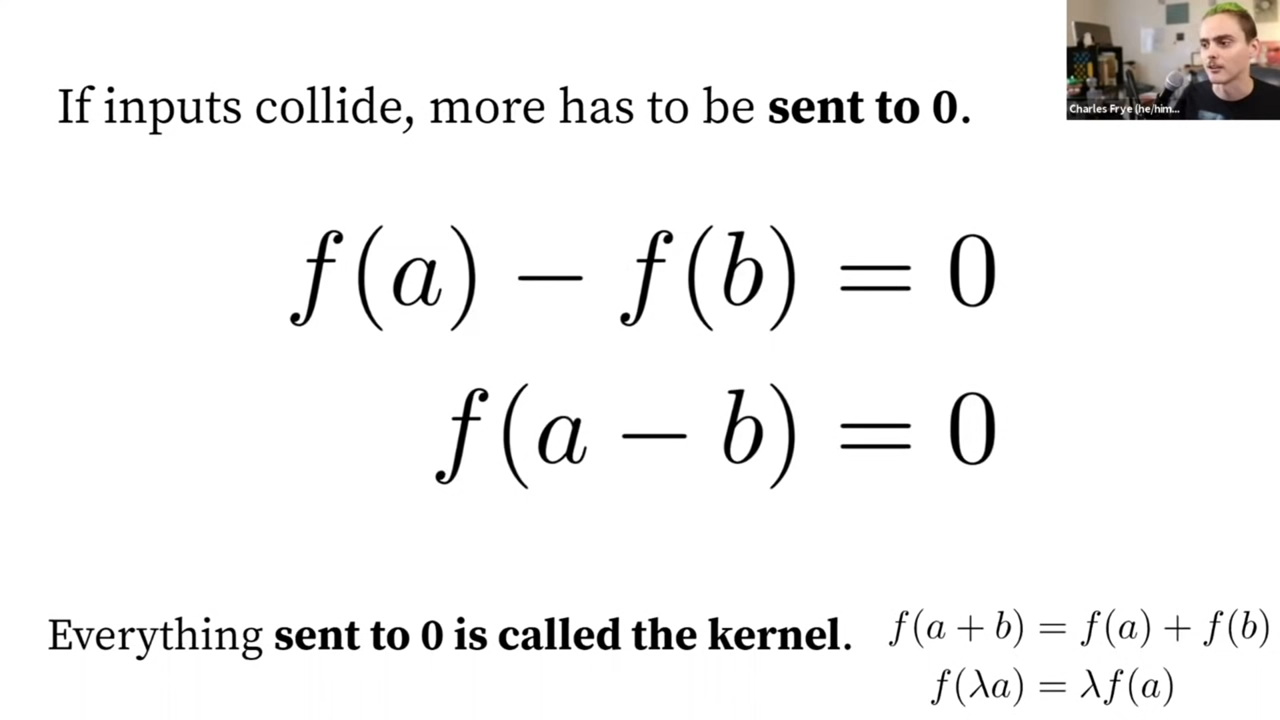 If inputs collide, more has to be sent to 0.
Charles Frye (he/him...
f(a) − f(b) = 0
f(a − b) = 0
Everything sent to 0 is called the kernel.
f(a + b) = f(a) + f(b)
f(λa) = λf(a)